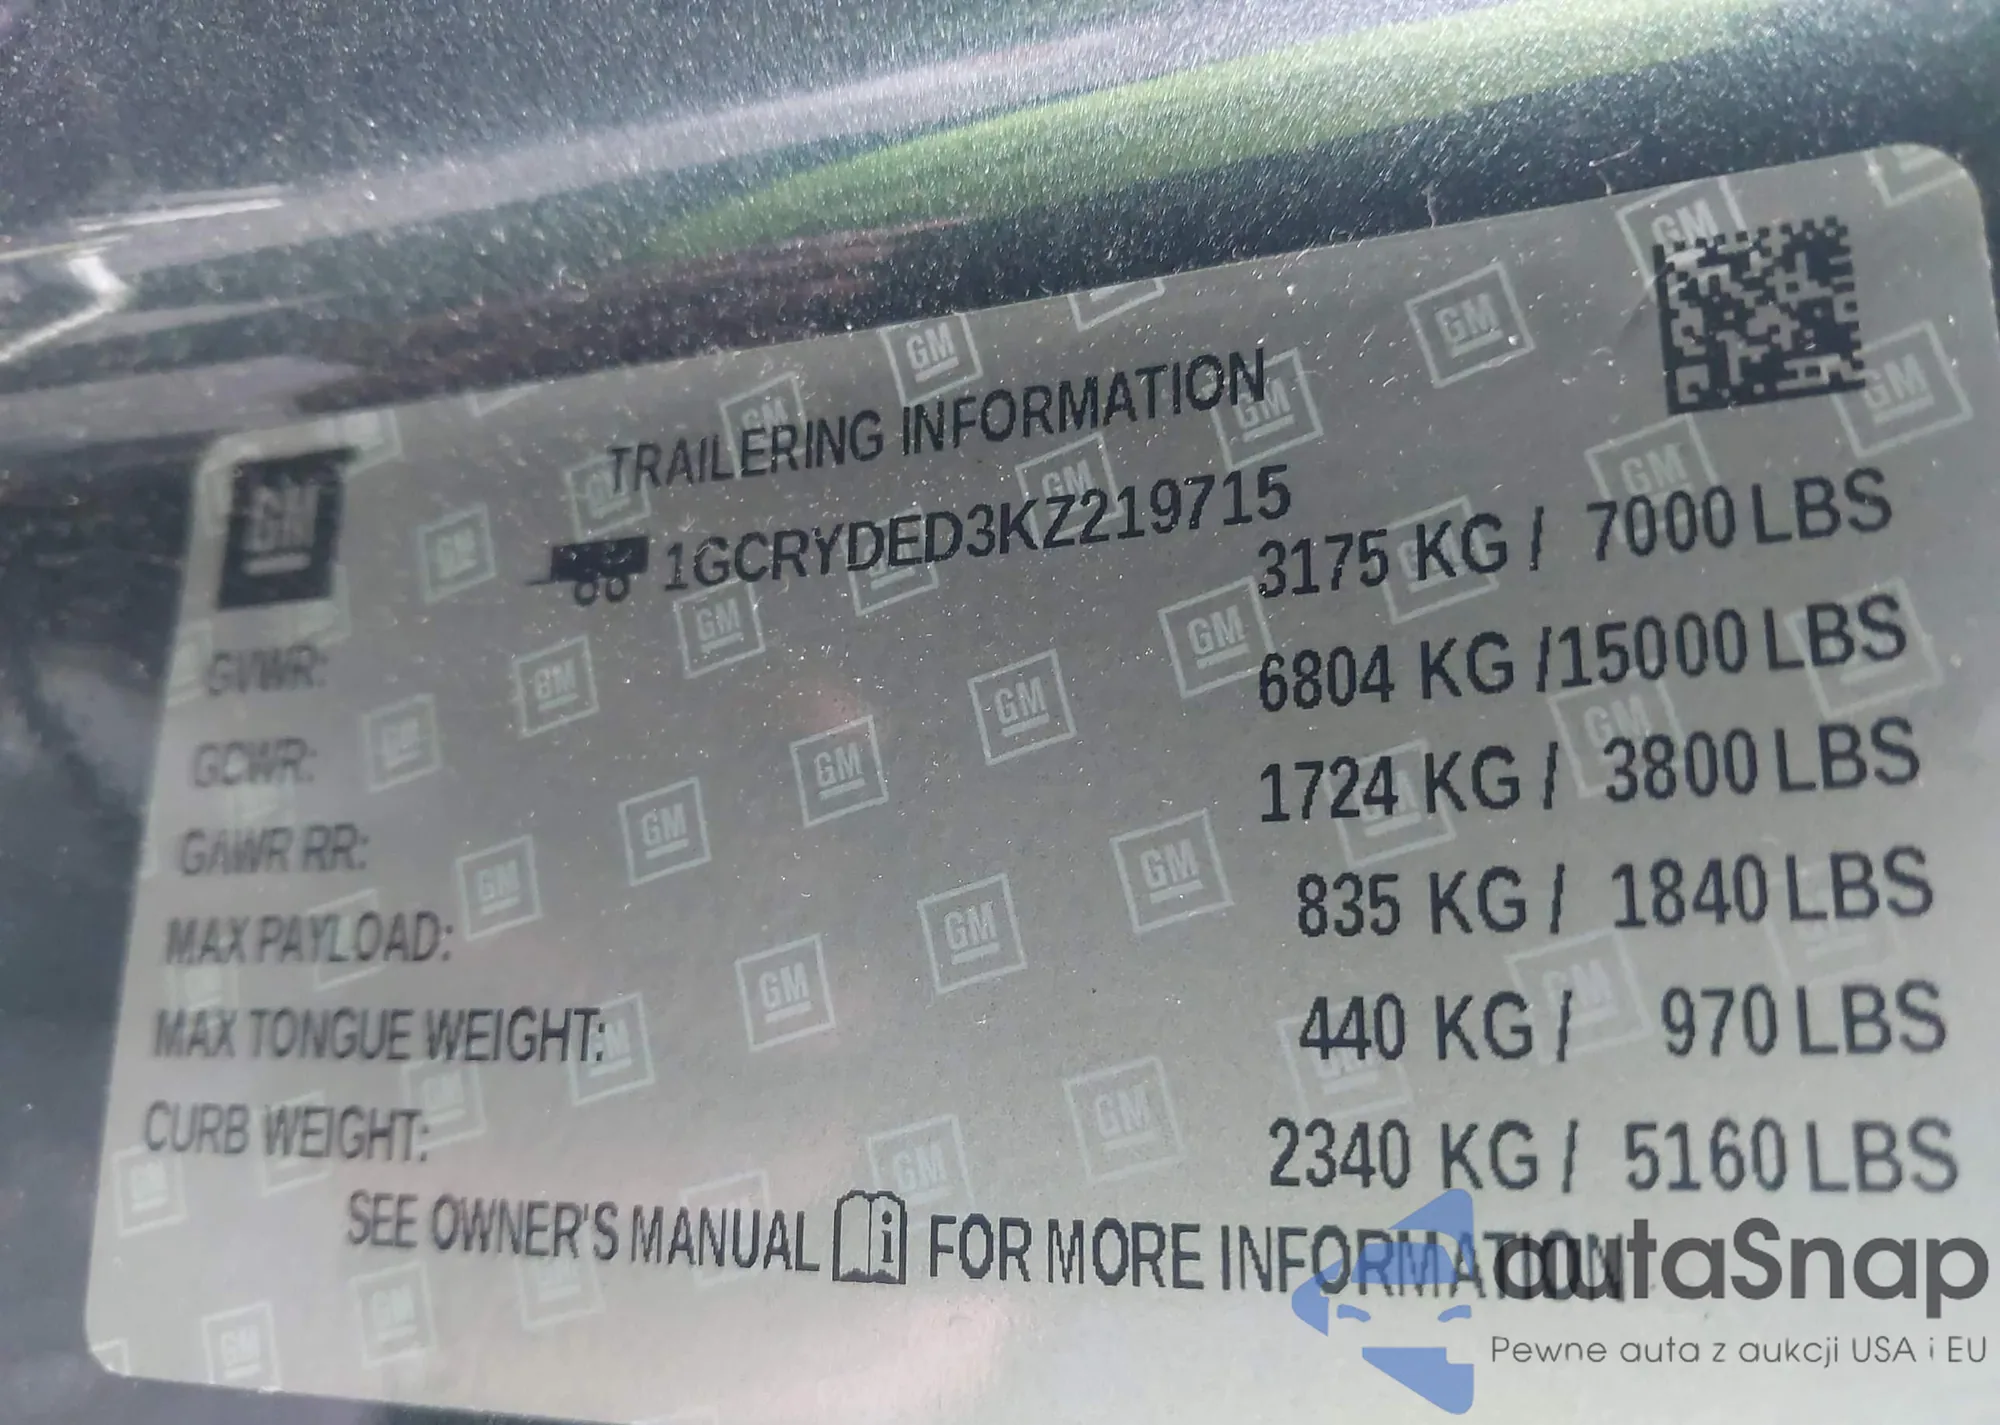 TRAILERING INFORMATION
GM
1GCRYDED3KZ219715
GVWR: 3175 KG / 7000 LBS
GCWR: 6804 KG /15000 LBS
GAWR RR: 1724 KG / 3800 LBS
MAX PAYLOAD: 835 KG / 1840 LBS
MAX TONGUE WEIGHT: 440 KG / 970 LBS
CURB WEIGHT: 2340 KG / 5160 LBS
SEE OWNER'S MANUAL i FOR MORE INFORMATION
autaSnap
Pewne auta z aukcji USA i EU